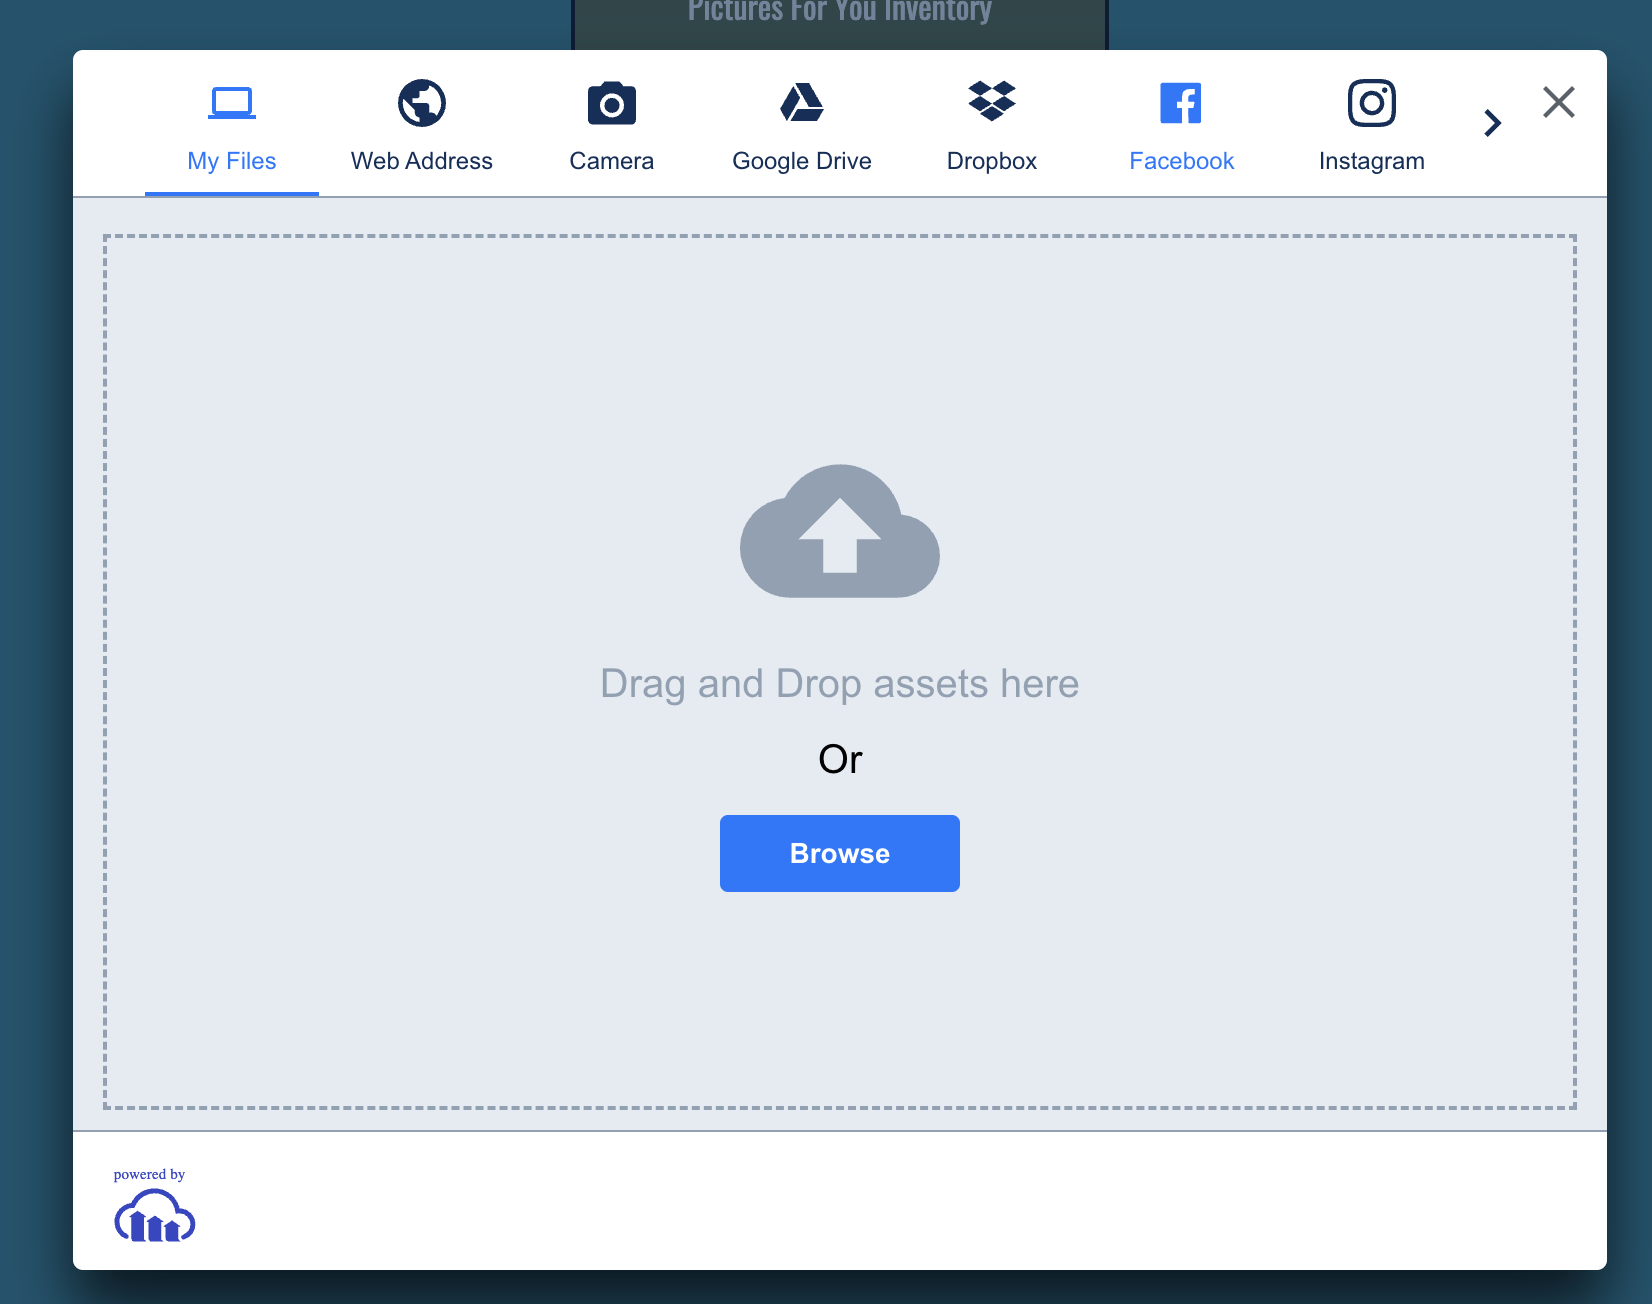 Pictures For You Inventory
My Files
Web Address
Camera
Google Drive
Dropbox
Facebook
Instagram
Drag and Drop assets here
Or
Browse
powered by